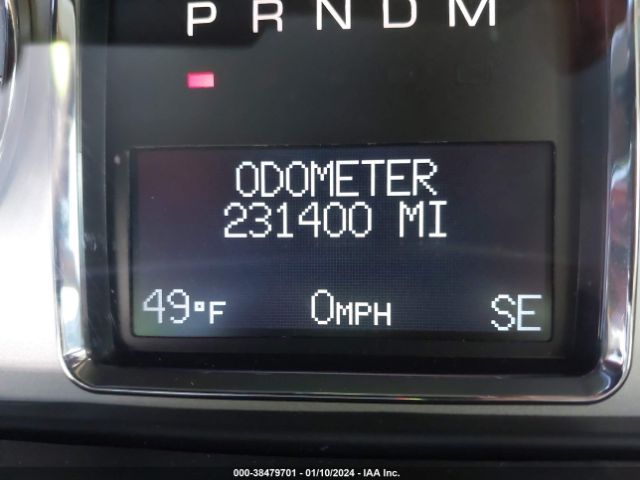 P R N D M
ODOMETER
231400 MI
49°F 0MPH SE
000-38479701 - 01/10/2024 - IAA Inc.